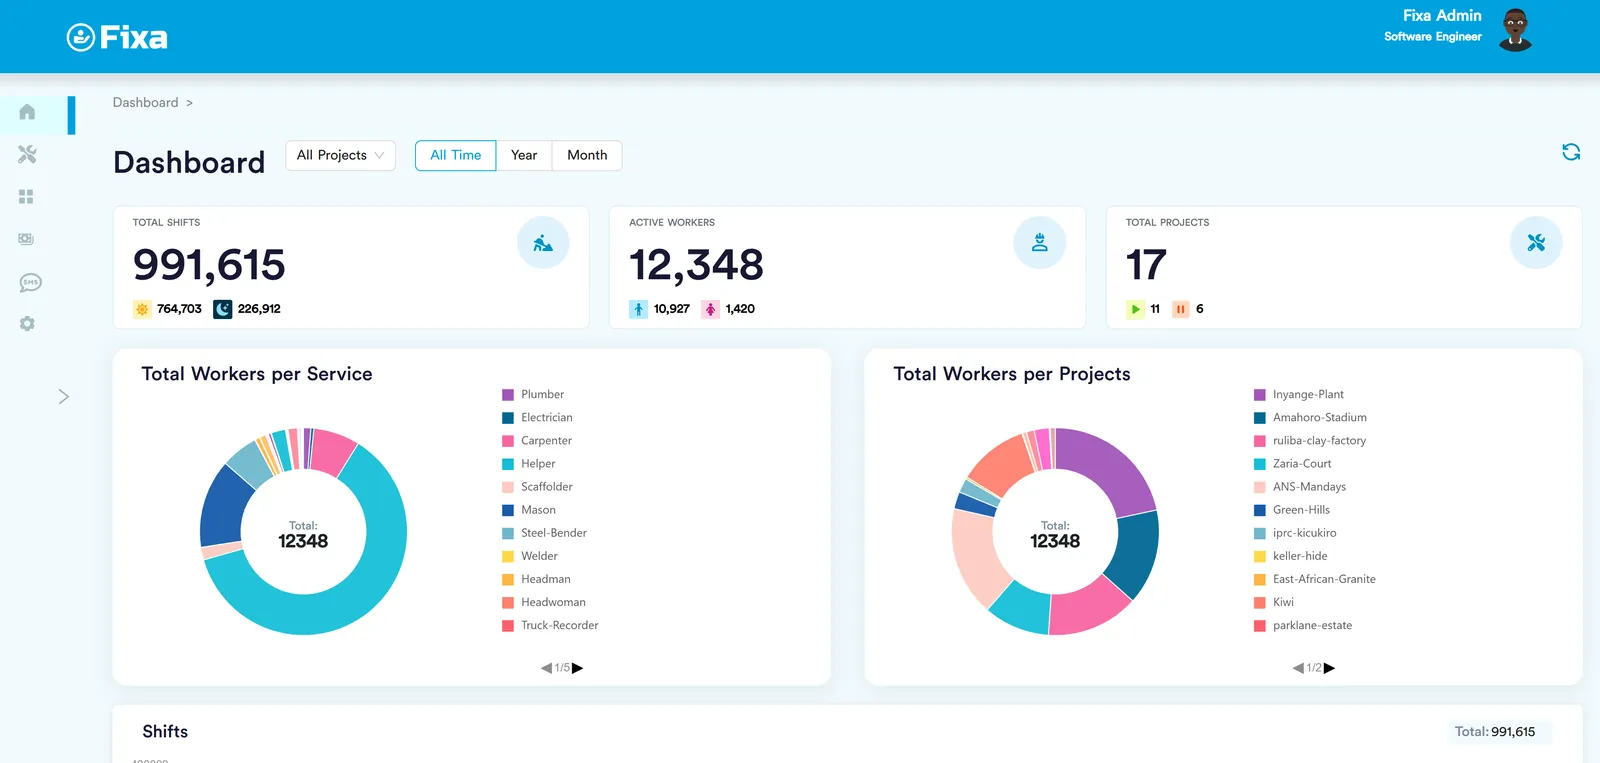 Fixa
Fixa Admin
Software Engineer
Dashboard >
Dashboard
All Projects
All Time
Year
Month
TOTAL SHIFTS
991,615
764,703
226,912
ACTIVE WORKERS
12,348
10,927
1,420
TOTAL PROJECTS
17
11
6
SMS
Total Workers per Service
Total:
12348
Plumber
Electrician
Carpenter
Helper
Scaffolder
Mason
Steel-Bender
Welder
Headman
Headwoman
Truck-Recorder
1/5
Total Workers per Projects
Total:
12348
Inyange-Plant
Amahoro-Stadium
ruliba-clay-factory
Zaria-Court
ANS-Mandays
Green-Hills
iprc-kicukiro
keller-hide
East-African-Granite
Kiwi
parklane-estate
1/2
Shifts
Total: 991,615